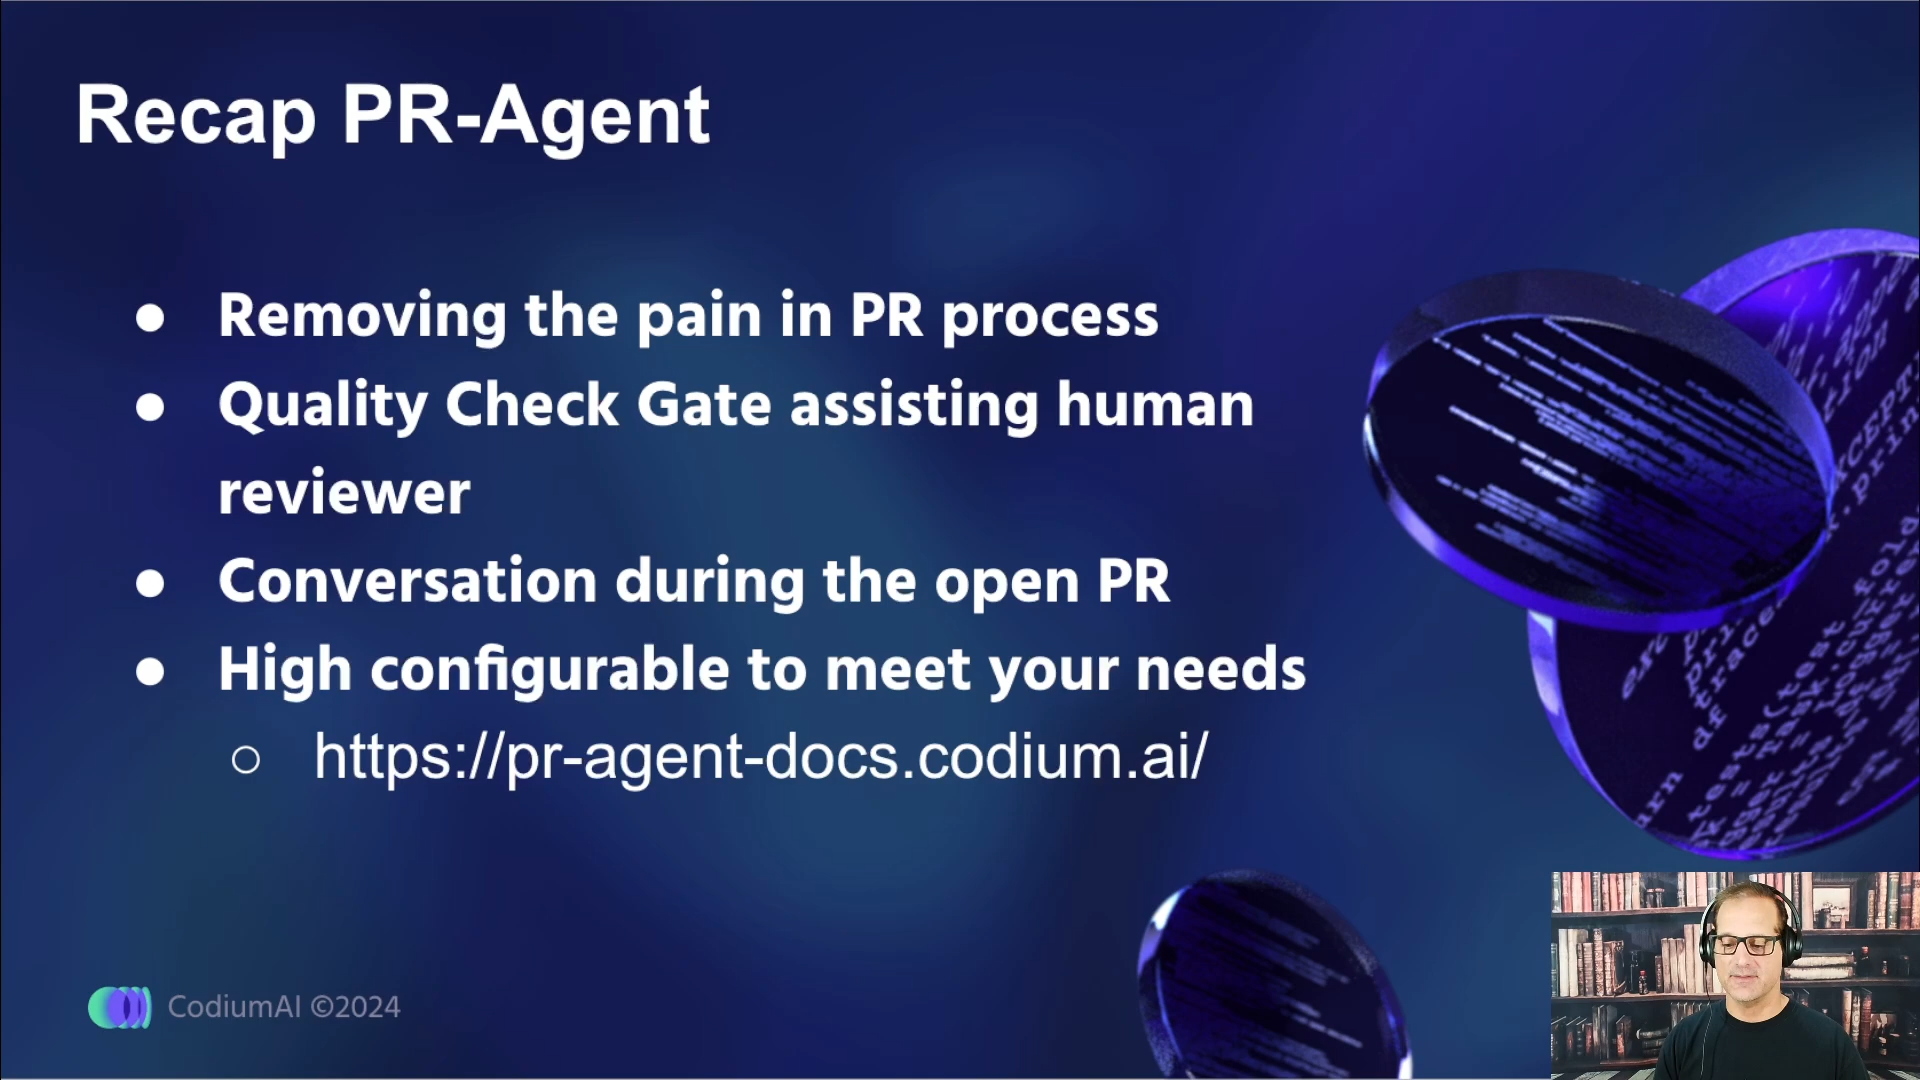 Recap PR-Agent
● Removing the pain in PR process
● Quality Check Gate assisting human
reviewer
● Conversation during the open PR
● High configurable to meet your needs
○ https://pr-agent-docs.codium.ai/
CodiumAI ©2024